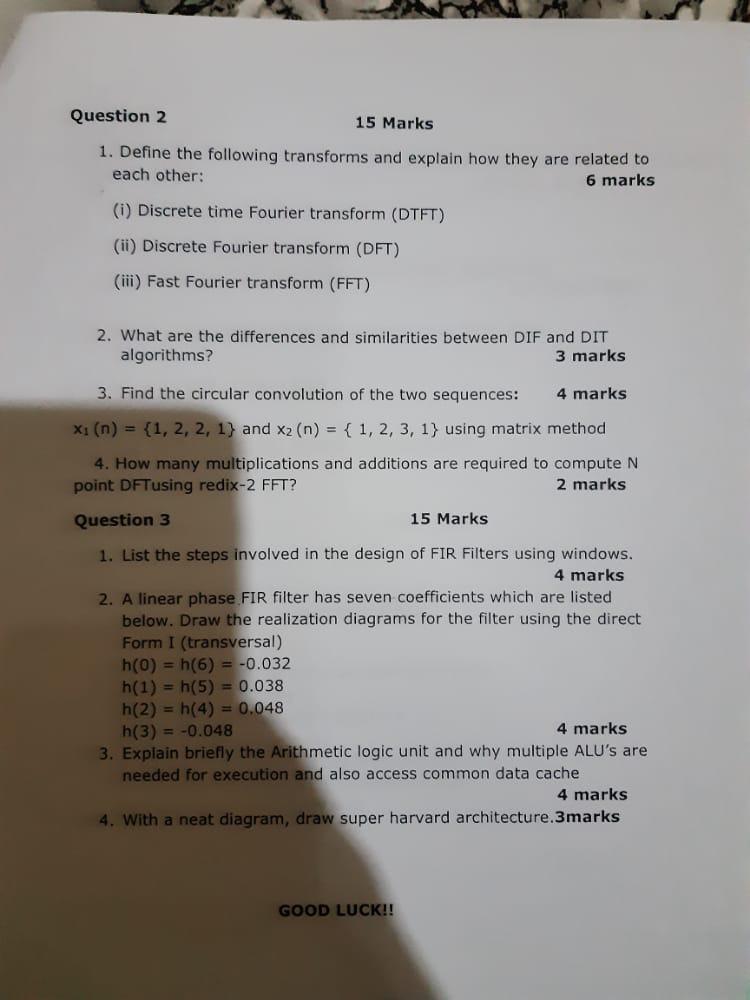 Question 2
15 Marks
1. Define the following transforms and explain how they are related to
each other:
6 marks
(i) Discrete time Fourier transform (DTFT)
(ii) Discrete Fourier transform (DFT)
(iii) Fast Fourier transform (FFT)
2. What are the differences and similarities between DIF and DIT
algorithms?
3 marks
3. Find the circular convolution of the two sequences: 4 marks
x₁ (n) = {1, 2, 2, 1} and x₂ (n) = { 1, 2, 3, 1} using matrix method
4. How many multiplications and additions are required to compute N
point DFTusing redix-2 FFT? 2 marks
Question 3 15 Marks
1. List the steps involved in the design of FIR Filters using windows.
4 marks
2. A linear phase FIR filter has seven coefficients which are listed
below. Draw the realization diagrams for the filter using the direct
Form I (transversal)
h(0) = h(6) = -0.032
h(1) = h(5) = 0.038
h(2) = h(4) = 0.048
h(3) = -0.048 4 marks
3. Explain briefly the Arithmetic logic unit and why multiple ALU's are
needed for execution and also access common data cache
4 marks
4. With a neat diagram, draw super harvard architecture.3marks
GOOD LUCK!!